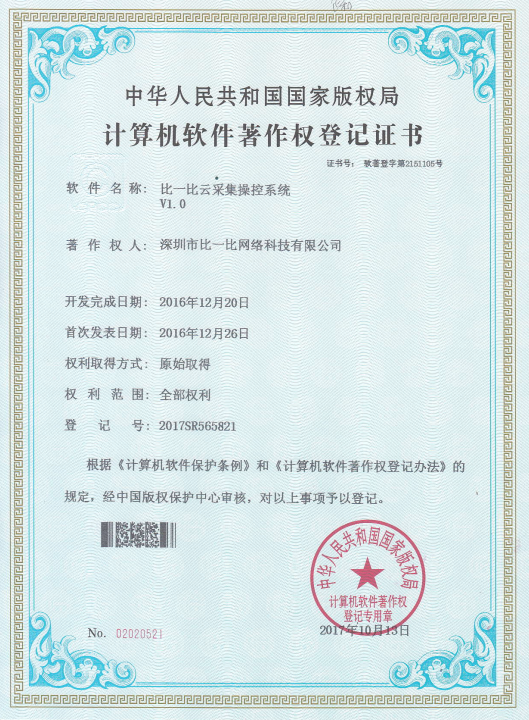 中华人民共和国国家版权局
计算机软件著作权登记证书
证书号： 软著登字第2151105号
软件名称： 比一比云采集操控系统
V1.0
著作权人： 深圳市比一比网络科技有限公司
开发完成日期： 2016年12月20日
首次发表日期： 2016年12月26日
权利取得方式： 原始取得
权利范围： 全部权利
登记号： 2017SR565821
根据《计算机软件保护条例》和《计算机软件著作权登记办法》的
规定，经中国版权保护中心审核，对以上事项予以登记。
中华人民共和国国家版权局
计算机软件著作权
登记专用章
No. 02020521
2017年10月13日